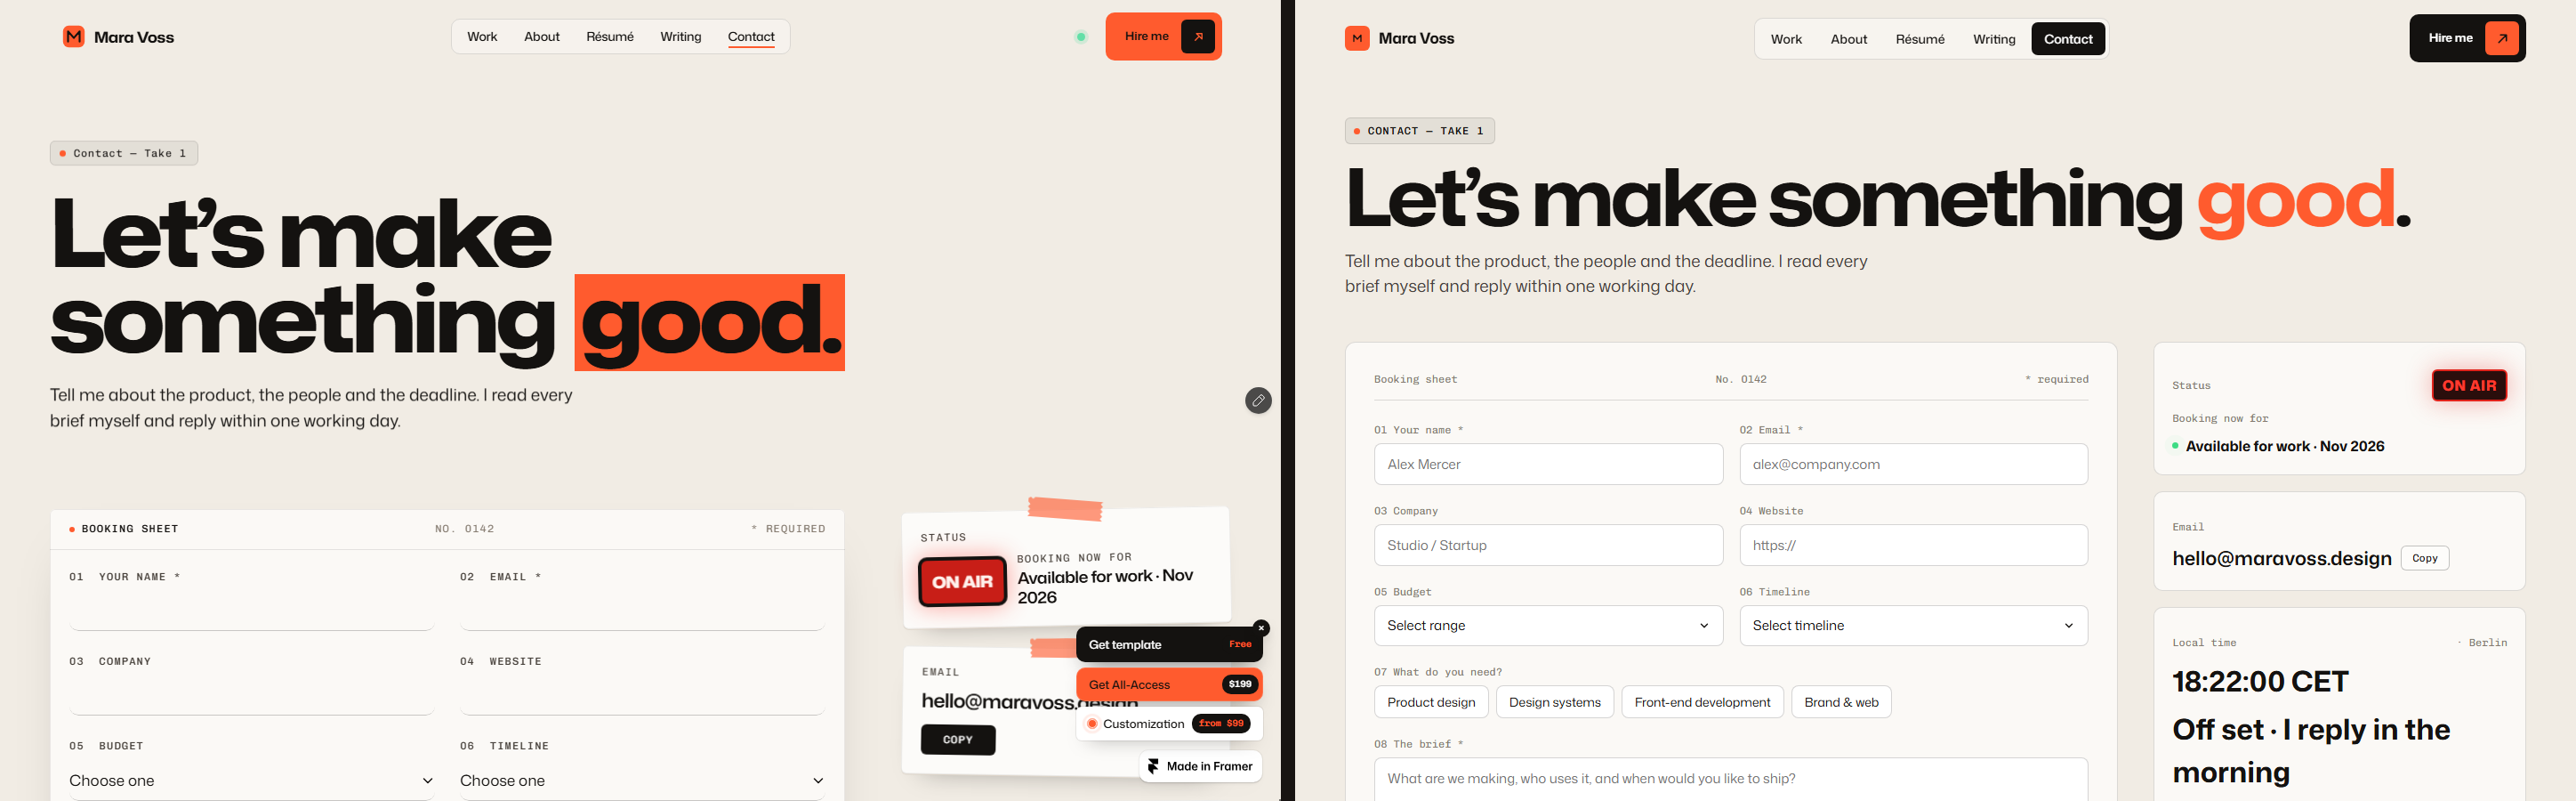 Mara Voss
Work About Résumé Writing Contact
Hire me
Contact — Take 1
Let’s make
something good.
Tell me about the product, the people and the deadline. I read every
brief myself and reply within one working day.
BOOKING SHEET NO. 0142 * REQUIRED
01 YOUR NAME * 02 EMAIL *
03 COMPANY 04 WEBSITE
05 BUDGET 06 TIMELINE
Choose one Choose one
STATUS
ON AIR
BOOKING NOW FOR
Available for work · Nov
2026
EMAIL
hello@maravoss.design
COPY
Get template Free
Get All-Access $199
Customization from $99
Made in Framer
Mara Voss
Work About Résumé Writing Contact
Hire me
CONTACT — TAKE 1
Let’s make something good.
Tell me about the product, the people and the deadline. I read every
brief myself and reply within one working day.
Booking sheet No. 0142 * required
01 Your name * 02 Email *
Alex Mercer alex@company.com
03 Company 04 Website
Studio / Startup https://
05 Budget 06 Timeline
Select range Select timeline
07 What do you need?
Product design Design systems Front-end development Brand & web
08 The brief *
What are we making, who uses it, and when would you like to ship?
Status ON AIR
Booking now for
Available for work · Nov 2026
Email
hello@maravoss.design Copy
Local time · Berlin
18:22:00 CET
Off set · I reply in the
morning